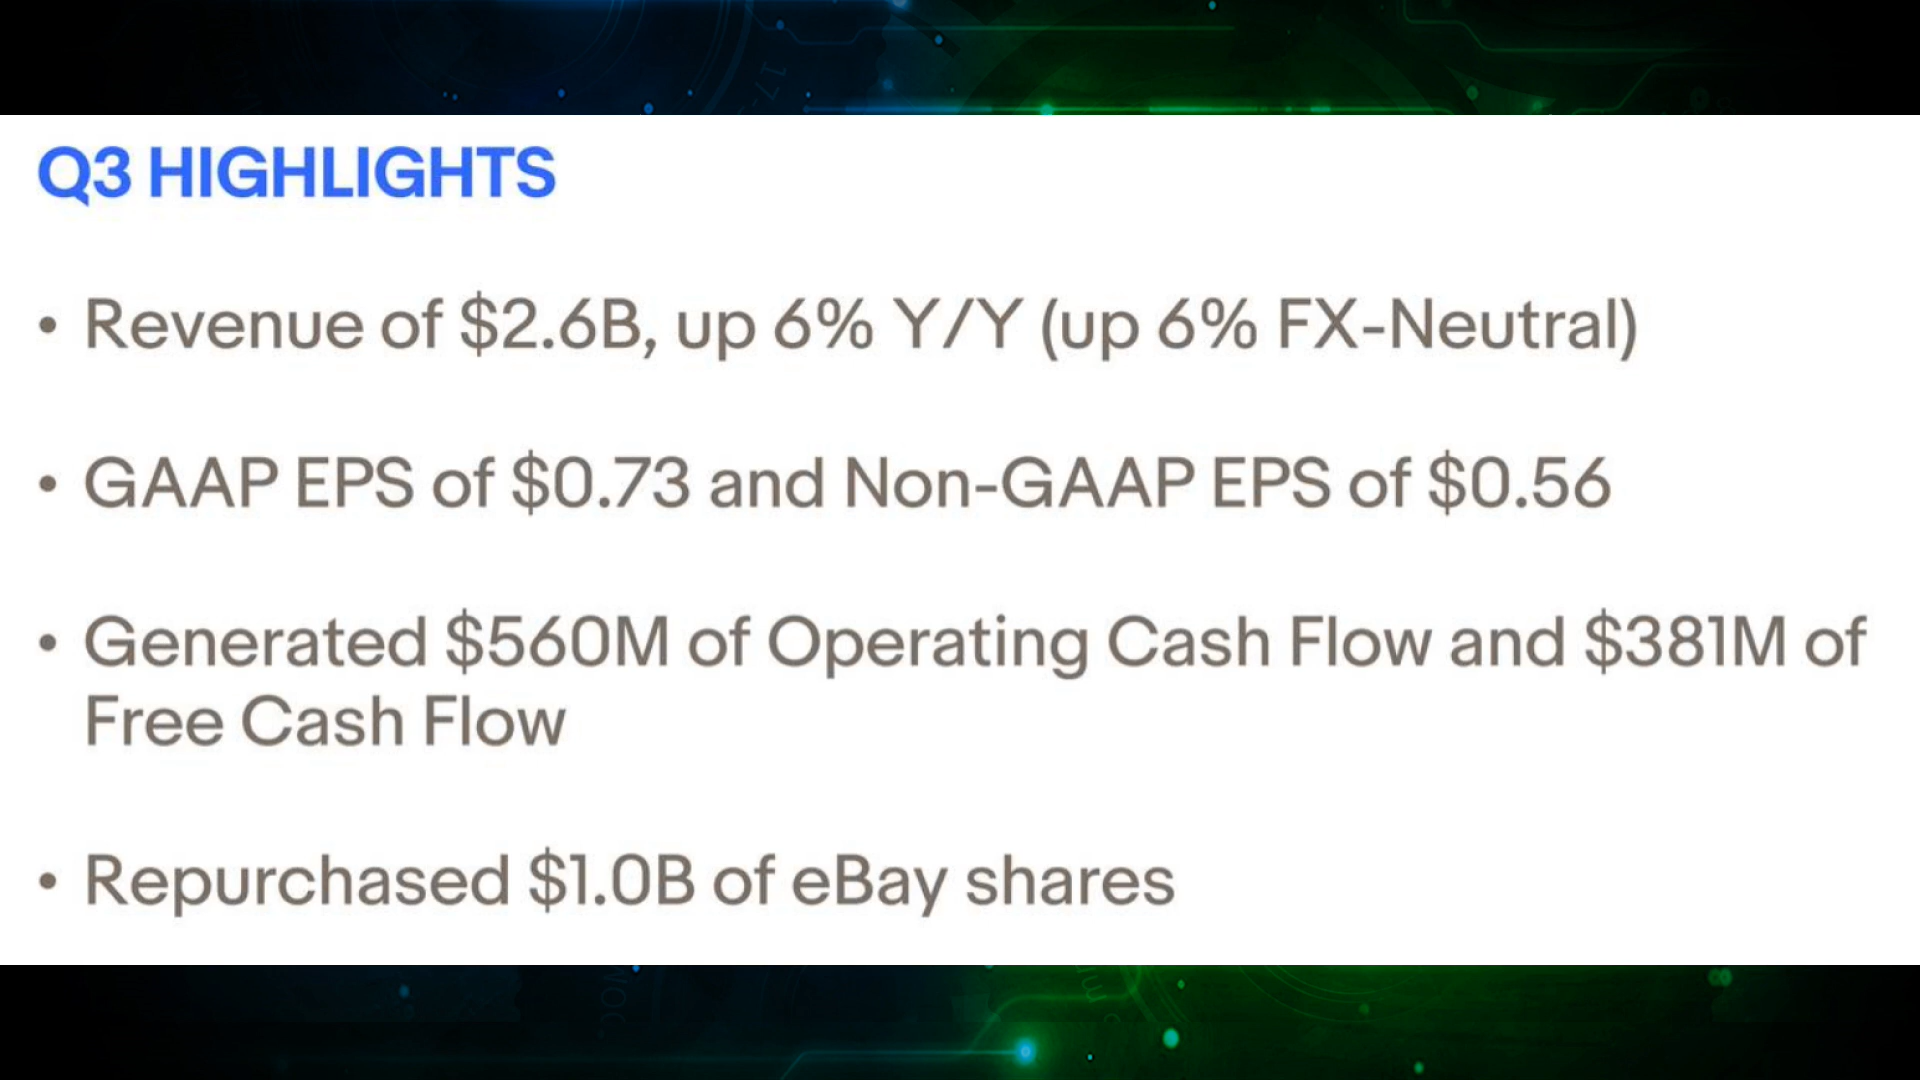 Q3 HIGHLIGHTS
• Revenue of $2.6B, up 6% Y/Y (up 6% FX-Neutral)
• GAAP EPS of $0.73 and Non-GAAP EPS of $0.56
• Generated $560M of Operating Cash Flow and $381M of
Free Cash Flow
• Repurchased $1.0B of eBay shares